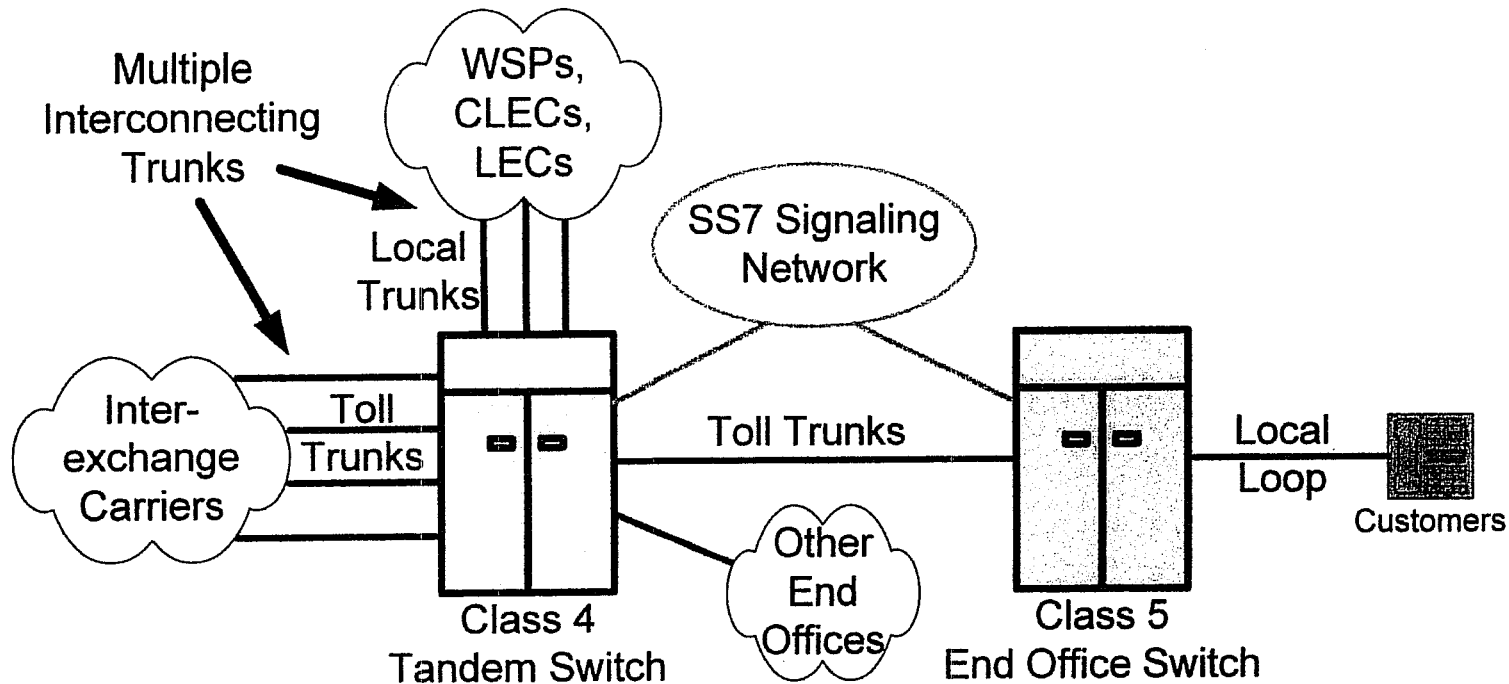 Multiple
Interconnecting
Trunks
WSPs,
CLECs,
LECs
Local
Trunks
SS7 Signaling
Network
Inter-
exchange
Carriers
Toll
Trunks
Toll Trunks
Local
Loop
Customers
Other
End
Offices
Class 4
Tandem Switch
Class 5
End Office Switch